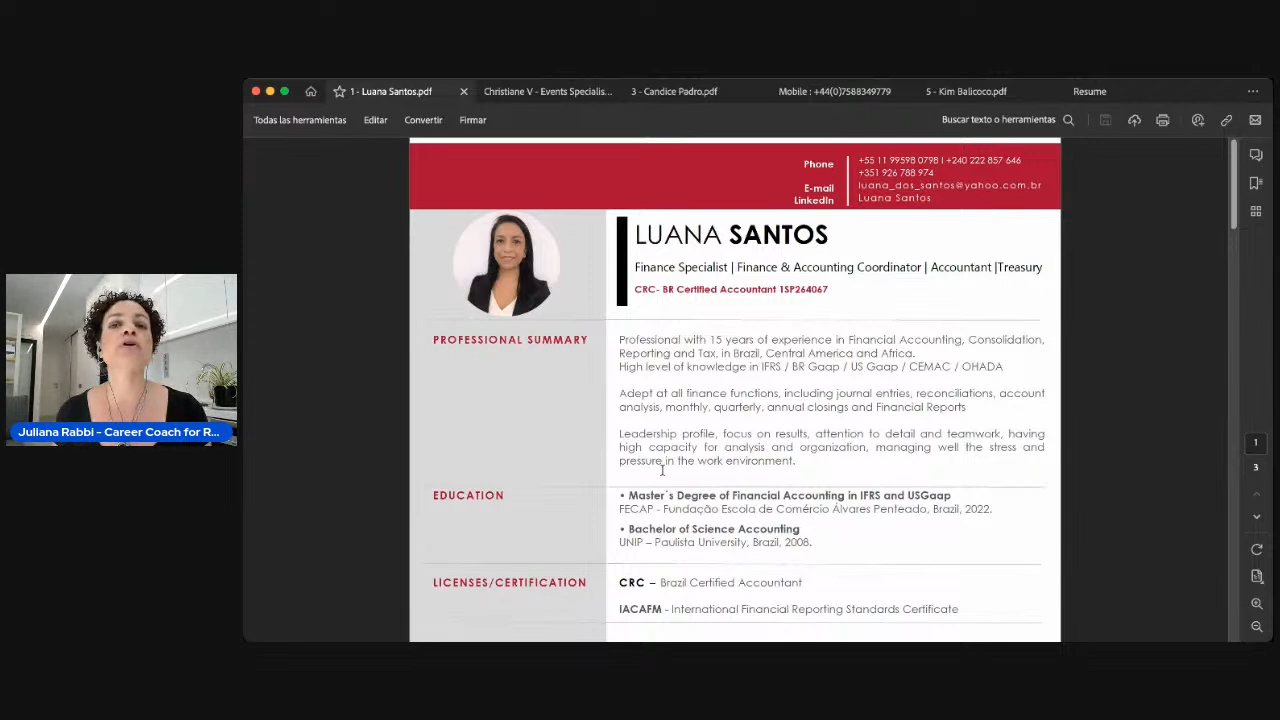 1 - Luana Santos.pdf
Christiane V - Events Specialis...
3 - Candice Padro.pdf
Mobile : +44(0)7588349779
5 - Kim Balicoco.pdf
Resume
Todas las herramientas
Editar
Convertir
Firmar
Buscar texto o herramientas
Phone
+55 11 99598 0798 I +240 222 857 646
+351 926 788 974
E-mail
luana_dos_santos@yahoo.com.br
LinkedIn
Luana Santos
LUANA SANTOS
Finance Specialist | Finance & Accounting Coordinator | Accountant |Treasury
CRC- BR Certified Accountant 1SP264067
PROFESSIONAL SUMMARY
Professional with 15 years of experience in Financial Accounting, Consolidation,
Reporting and Tax, in Brazil, Central America and Africa.
High level of knowledge in IFRS / BR Gaap / US Gaap / CEMAC / OHADA
Adept at all finance functions, including journal entries, reconciliations, account
analysis, monthly, quarterly, annual closings and Financial Reports
Leadership profile, focus on results, attention to detail and teamwork, having
high capacity for analysis and organization, managing well the stress and
pressure in the work environment.
EDUCATION
• Master´s Degree of Financial Accounting in IFRS and USGaap
FECAP - Fundação Escola de Comércio Álvares Penteado, Brazil, 2022.
• Bachelor of Science Accounting
UNIP – Paulista University, Brazil, 2008.
LICENSES/CERTIFICATION
CRC – Brazil Certified Accountant
IACAFM - International Financial Reporting Standards Certificate
1
3
Juliana Rabbi - Career Coach for R...